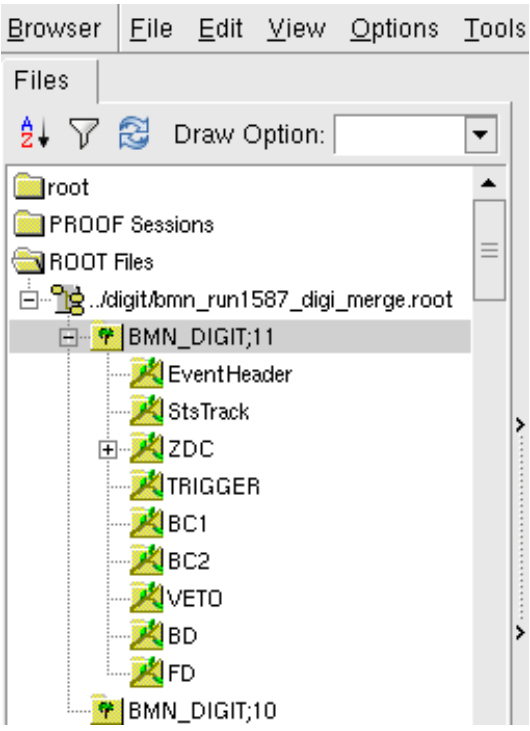 Browser File Edit View Options Tools
Files
Draw Option:
root
PROOF Sessions
ROOT Files
../digit/bmn_run1587_digi_merge.root
BMN_DIGIT;11
EventHeader
StsTrack
ZDC
TRIGGER
BC1
BC2
VETO
BD
FD
BMN_DIGIT;10